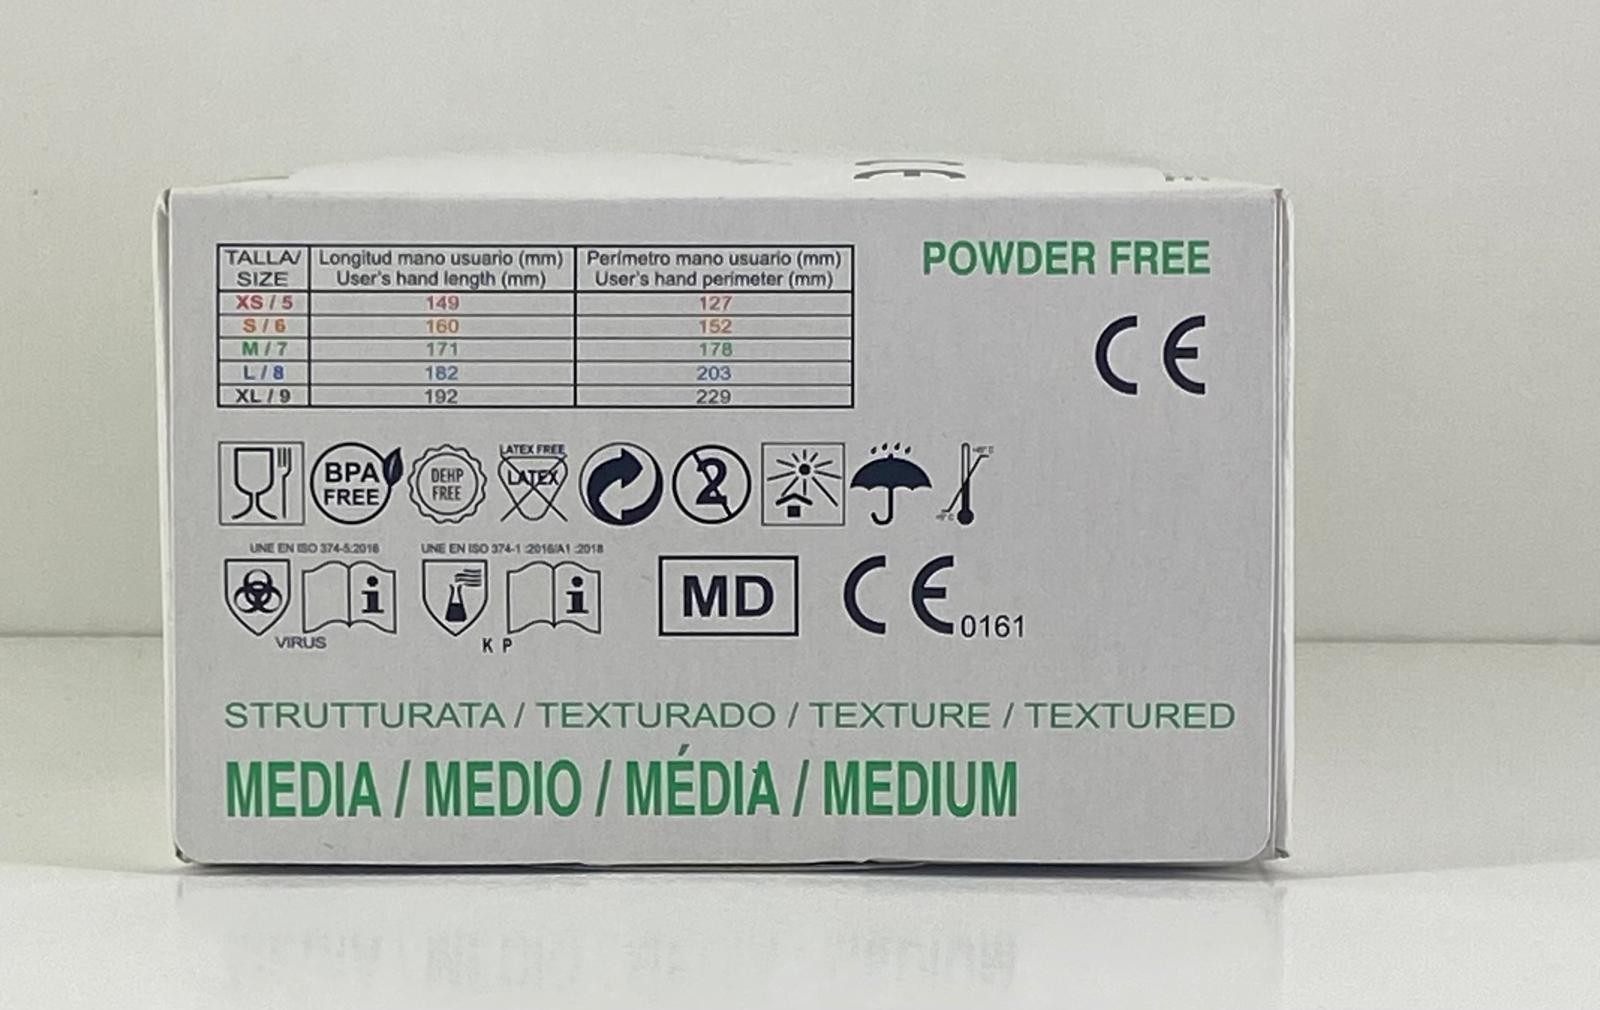 TALLA/ SIZE Longitud mano usuario (mm) User's hand length (mm) Perímetro mano usuario (mm) User's hand perimeter (mm)
XS / 5 149 127
S / 6 160 152
M / 7 171 178
L / 8 182 203
XL / 9 192 229
POWDER FREE
CE
BPA FREE
DEHP FREE
LATEX FREE
LATEX
2
UNE EN ISO 374-5:2016
UNE EN ISO 374-1 :2016/A1 :2018
i
i
VIRUS
K P
MD
CE 0161
STRUTTURATA / TEXTURADO / TEXTURE / TEXTURED
MEDIA / MEDIO / MÉDIA / MEDIUM